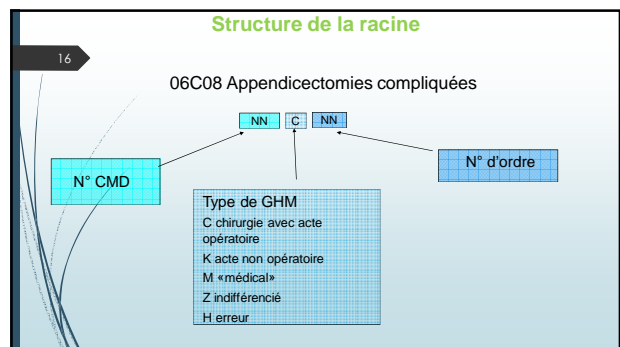 Structure de la racine
16
06C08 Appendicectomies compliquées
NN C NN
N° CMD
N° d'ordre
Type de GHM
C chirurgie avec acte
opératoire
K acte non opératoire
M «médical»
Z indifférencié
H erreur